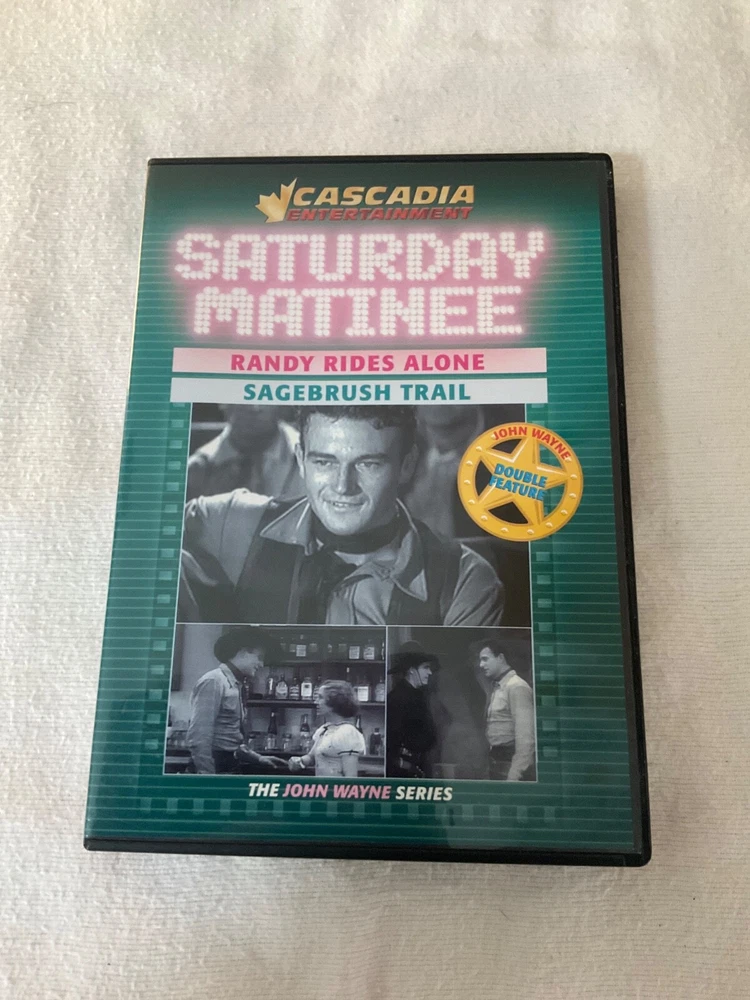 CASCADIA
ENTERTAINMENT
SATURDAY
MATINEE
RANDY RIDES ALONE
SAGEBRUSH TRAIL
JOHN WAYNE
DOUBLE
FEATURE
THE JOHN WAYNE SERIES